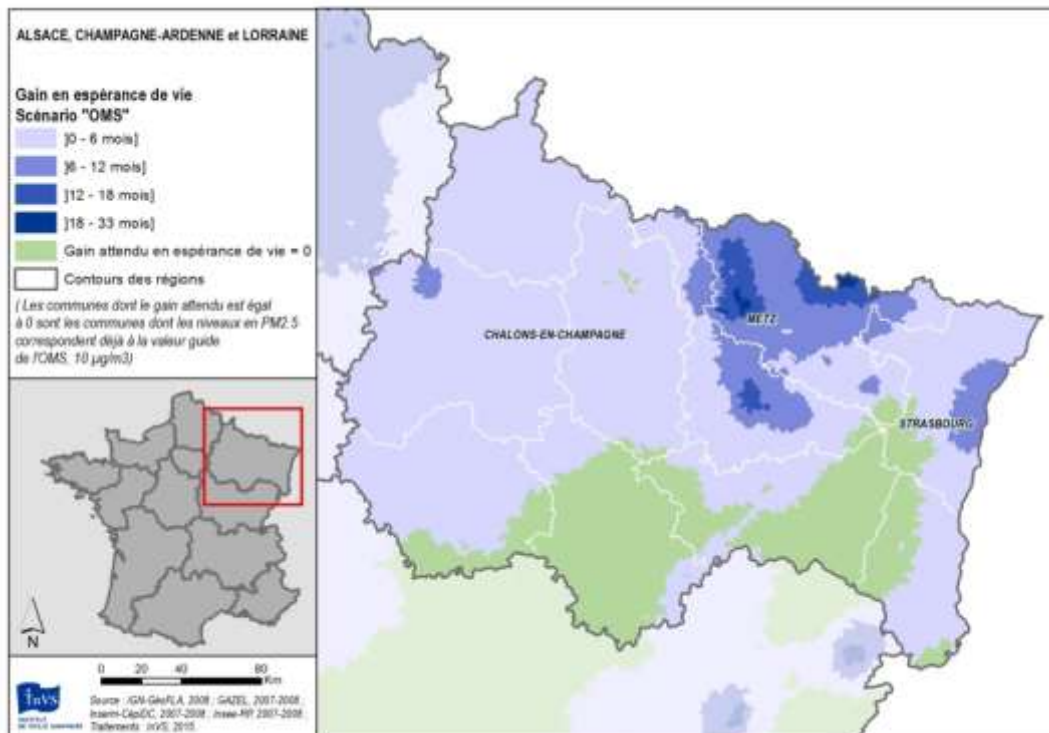 ALSACE, CHAMPAGNE-ARDENNE et LORRAINE
Gain en espérance de vie
Scénario "OMS"
]0 - 6 mois]
]6 - 12 mois]
]12 - 18 mois]
]18 - 33 mois]
Gain attendu en espérance de vie = 0
Contours des régions
( Les communes dont le gain attendu est égal
à 0 sont les communes dont les niveaux en PM2.5
correspondent déjà à la valeur guide
de l'OMS, 10 µg/m3)
CHALONS-EN-CHAMPAGNE
METZ
STRASBOURG
N
0 20 40 80
Km
InVS
INSTITUT
DE VEILLE SANITAIRE
Source : IGN-GéoFLA, 2008 ; GAZEL, 2007-2008 ;
Inserm-CépiDC, 2007-2008 ; Insee-RP, 2007-2008 ;
Traitements : InVS, 2015.